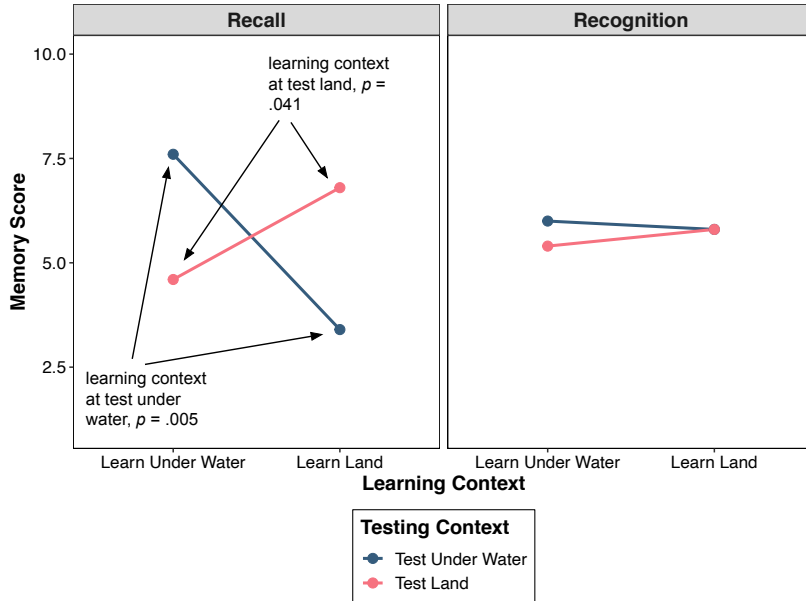 Recall
Recognition
10.0
7.5
5.0
2.5
Memory Score
learning context
at test land, p =
.041
learning context
at test under
water, p = .005
Learn Under Water
Learn Land
Learn Under Water
Learn Land
Learning Context
Testing Context
Test Under Water
Test Land